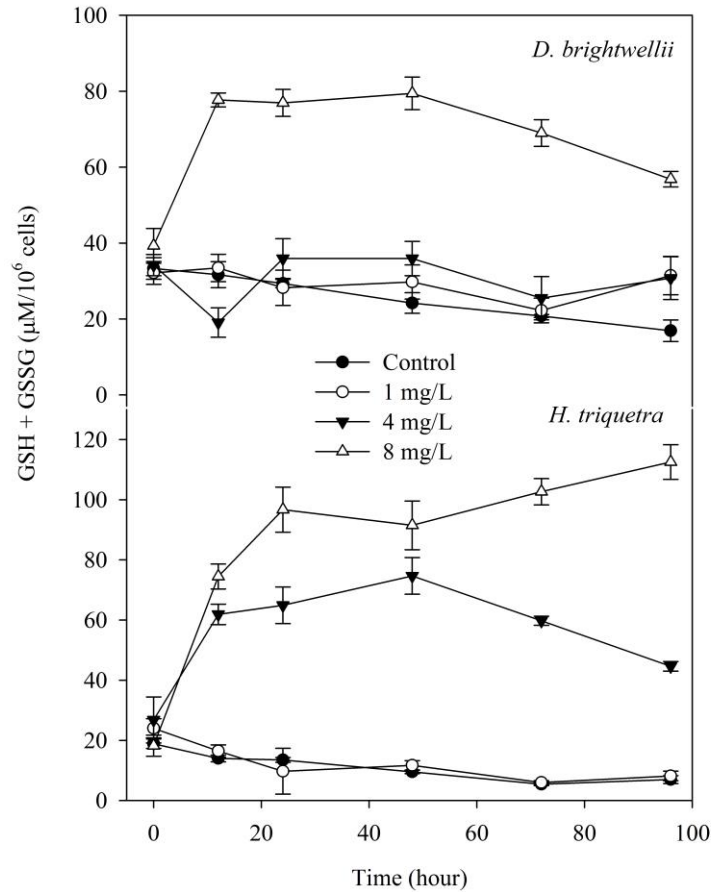 100
D. brightwellii
80
60
40
20
0
Control
1 mg/L
4 mg/L
8 mg/L
H. triquetra
120
100
80
60
40
20
0
0 20 40 60 80 100
Time (hour)
GSH + GSSG (µM/10⁶ cells)